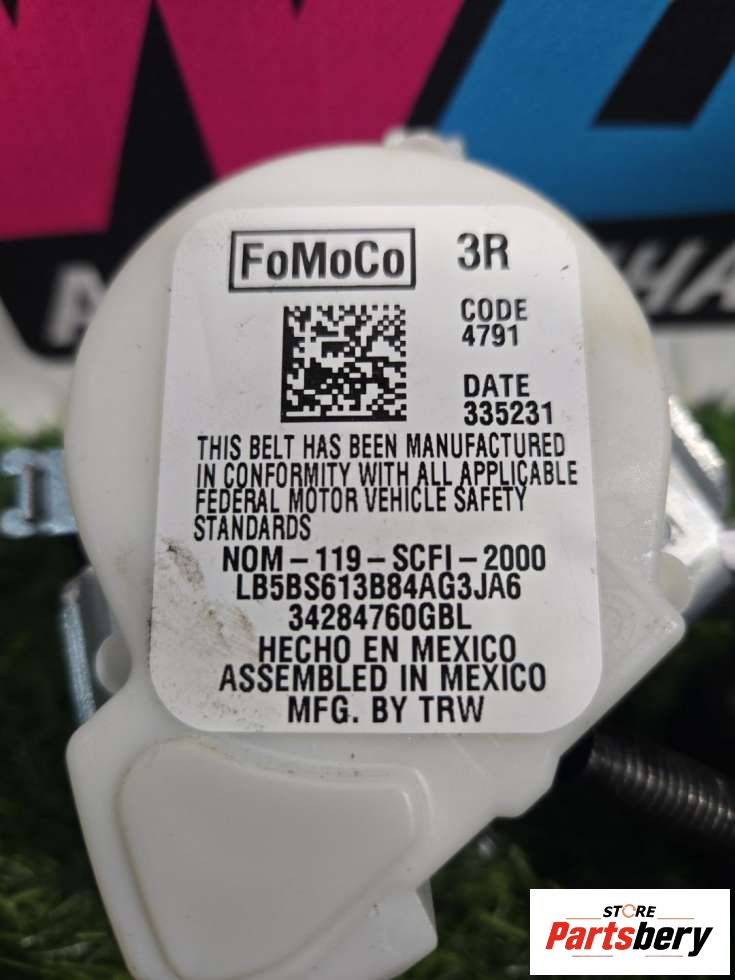 FoMoCo 3R
CODE
4791
DATE
335231
THIS BELT HAS BEEN MANUFACTURED
IN CONFORMITY WITH ALL APPLICABLE
FEDERAL MOTOR VEHICLE SAFETY
STANDARDS
NOM-119-SCFI-2000
LB5BS613B84AG3JA6
34284760GBL
HECHO EN MEXICO
ASSEMBLED IN MEXICO
MFG. BY TRW
STORE
Partsbery